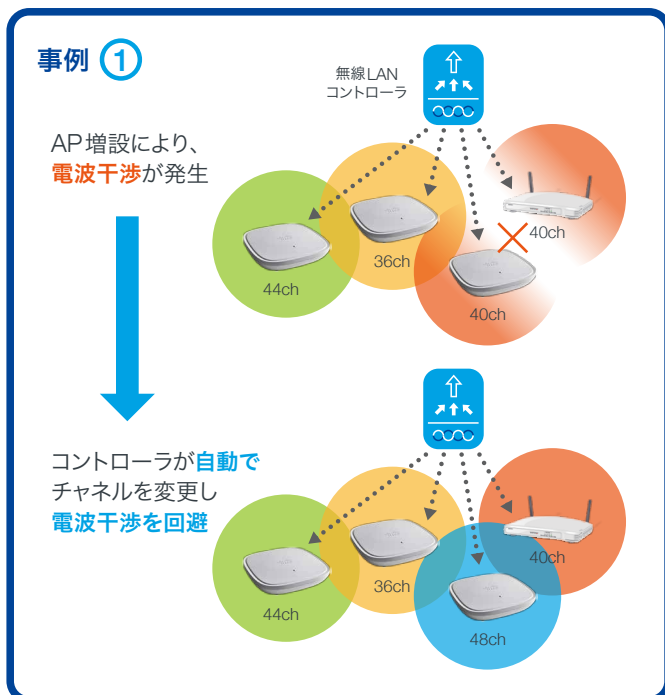 事例 ①
無線LAN
コントローラ
AP増設により、
電波干渉が発生
40ch
36ch
44ch
40ch
コントローラが自動で
チャネルを変更し
電波干渉を回避
40ch
36ch
44ch
48ch